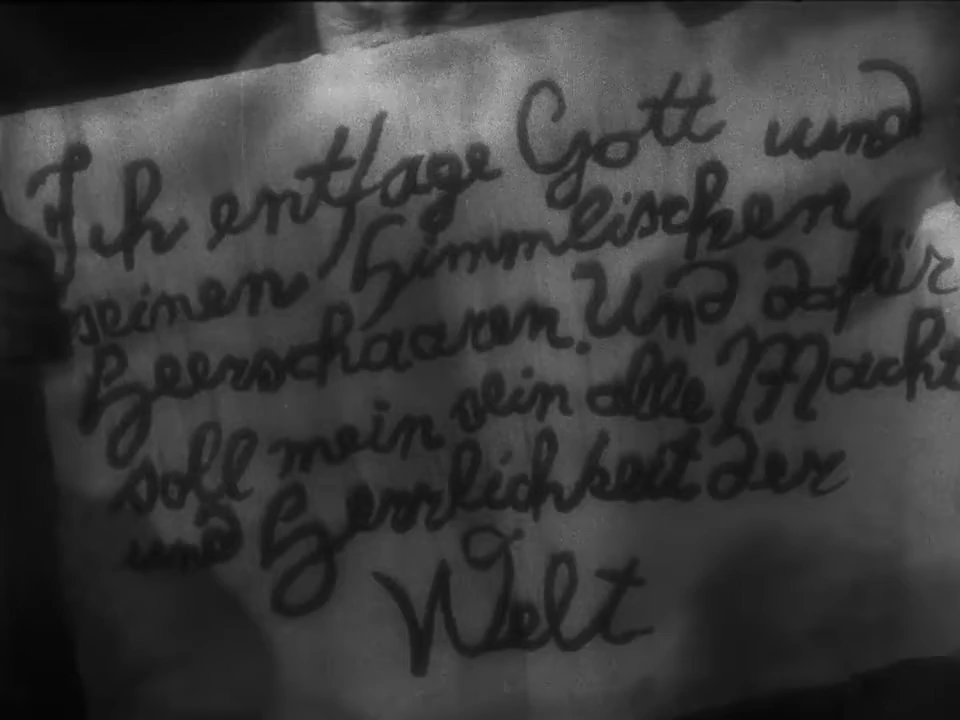 Ich entsage Gott und
seinen himmlischen
Heerschaaren. Und dafür
soll mein sein alle Macht
und Herrlichkeit der
Welt